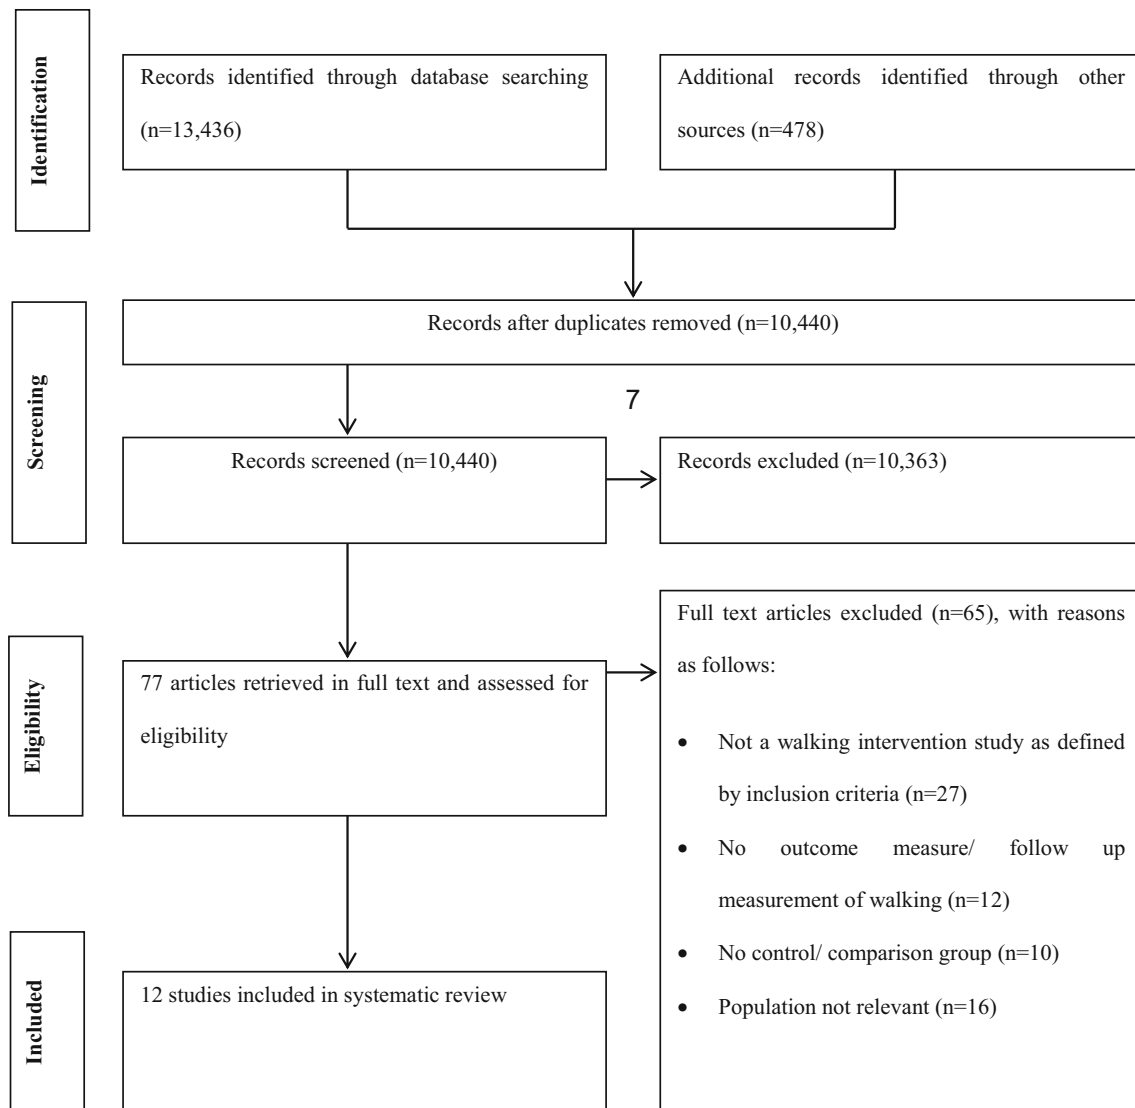 Identification
Records identified through database searching
(n=13,436)
Additional records identified through other
sources (n=478)
Screening
Records after duplicates removed (n=10,440)
7
Records screened (n=10,440)
Records excluded (n=10,363)
Eligibility
77 articles retrieved in full text and assessed for
eligibility
Full text articles excluded (n=65), with reasons
as follows:
• Not a walking intervention study as defined
by inclusion criteria (n=27)
• No outcome measure/ follow up
measurement of walking (n=12)
• No control/ comparison group (n=10)
• Population not relevant (n=16)
Included
12 studies included in systematic review